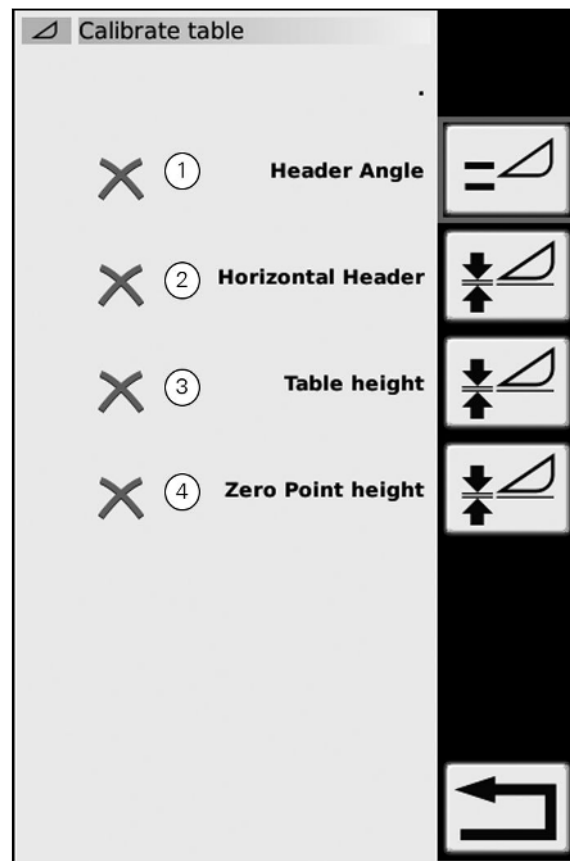 Calibrate table
.
1 Header Angle
2 Horizontal Header
3 Table height
4 Zero Point height